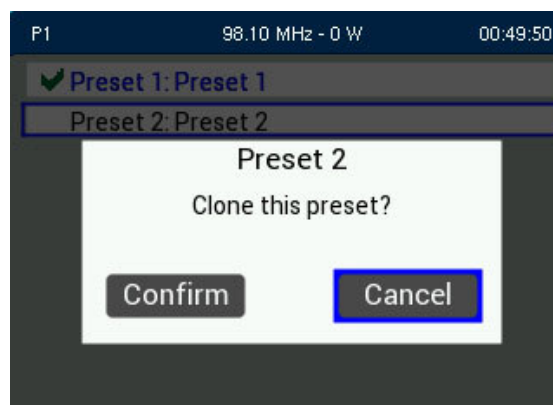 P1 98.10 MHz - 0 W 00:49:50
Preset 1: Preset 1
Preset 2: Preset 2
Preset 2
Clone this preset?
Confirm Cancel